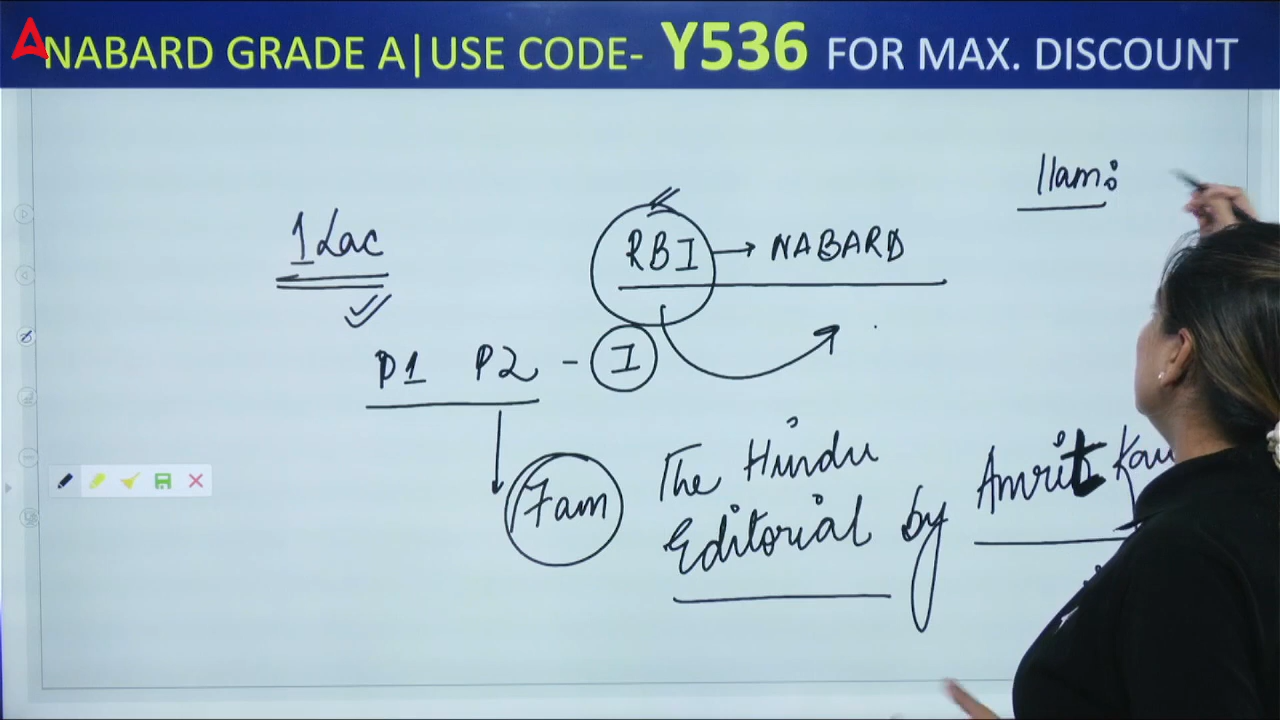 NABARD GRADE A|USE CODE- Y536 FOR MAX. DISCOUNT
11am:
1 Lac
RBI → NABARD
P1 P2 - I
7am
The Hindu
Editorial by Amrit